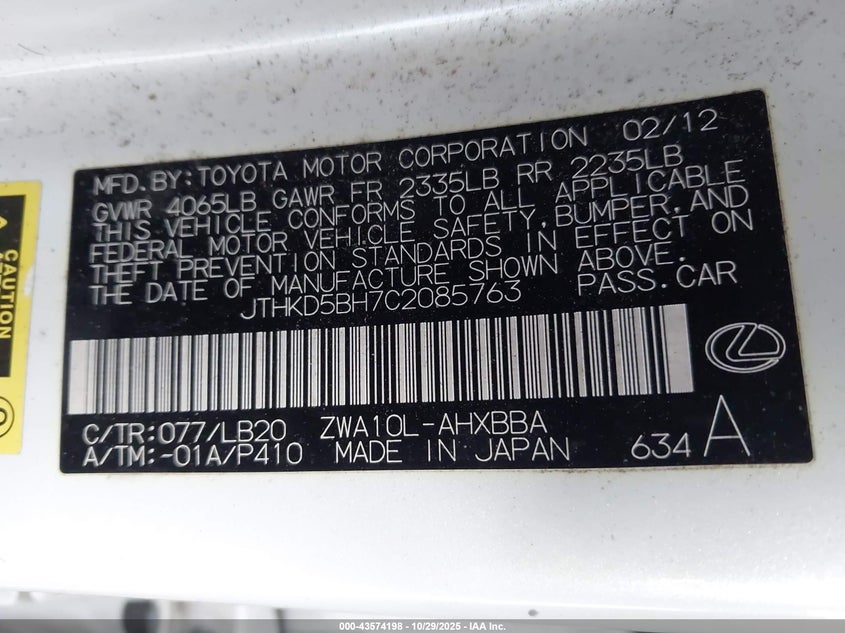 MFD.BY:TOYOTA MOTOR CORPORATION 02/12
GVWR 4065LB GAWR FR 2335LB RR 2235LB
THIS VEHICLE CONFORMS TO ALL APPLICABLE
FEDERAL MOTOR VEHICLE SAFETY,BUMPER,AND
THEFT PREVENTION STANDARDS IN EFFECT ON
THE DATE OF MANUFACTURE SHOWN ABOVE.
JTHKD5BH7C2085763 PASS.CAR
C/TR:077/LB20 ZWA10L-AHXBBA
A/TM:-01A/P410 MADE IN JAPAN 634 A
CAUTION
000-43574198 - 10/29/2025 - IAA Inc.